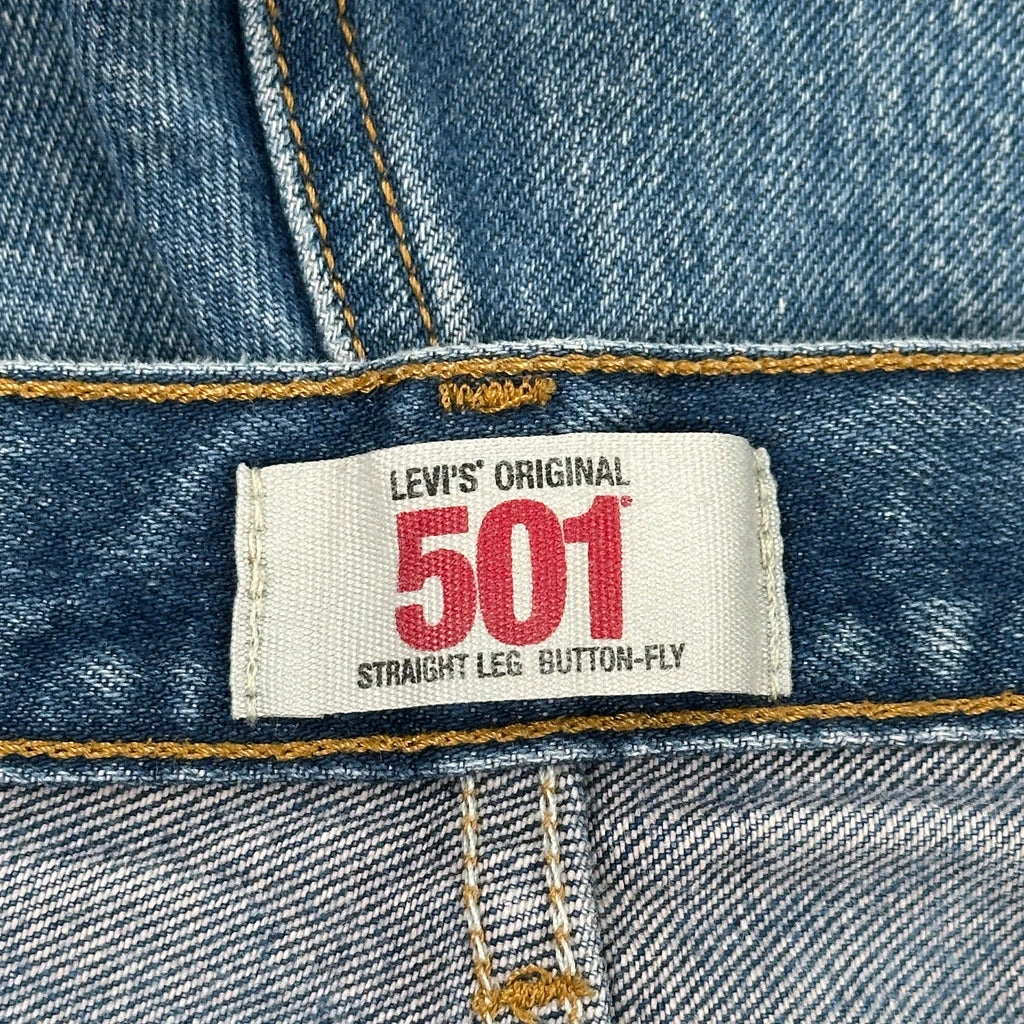 LEVI'S® ORIGINAL
501®
STRAIGHT LEG BUTTON-FLY